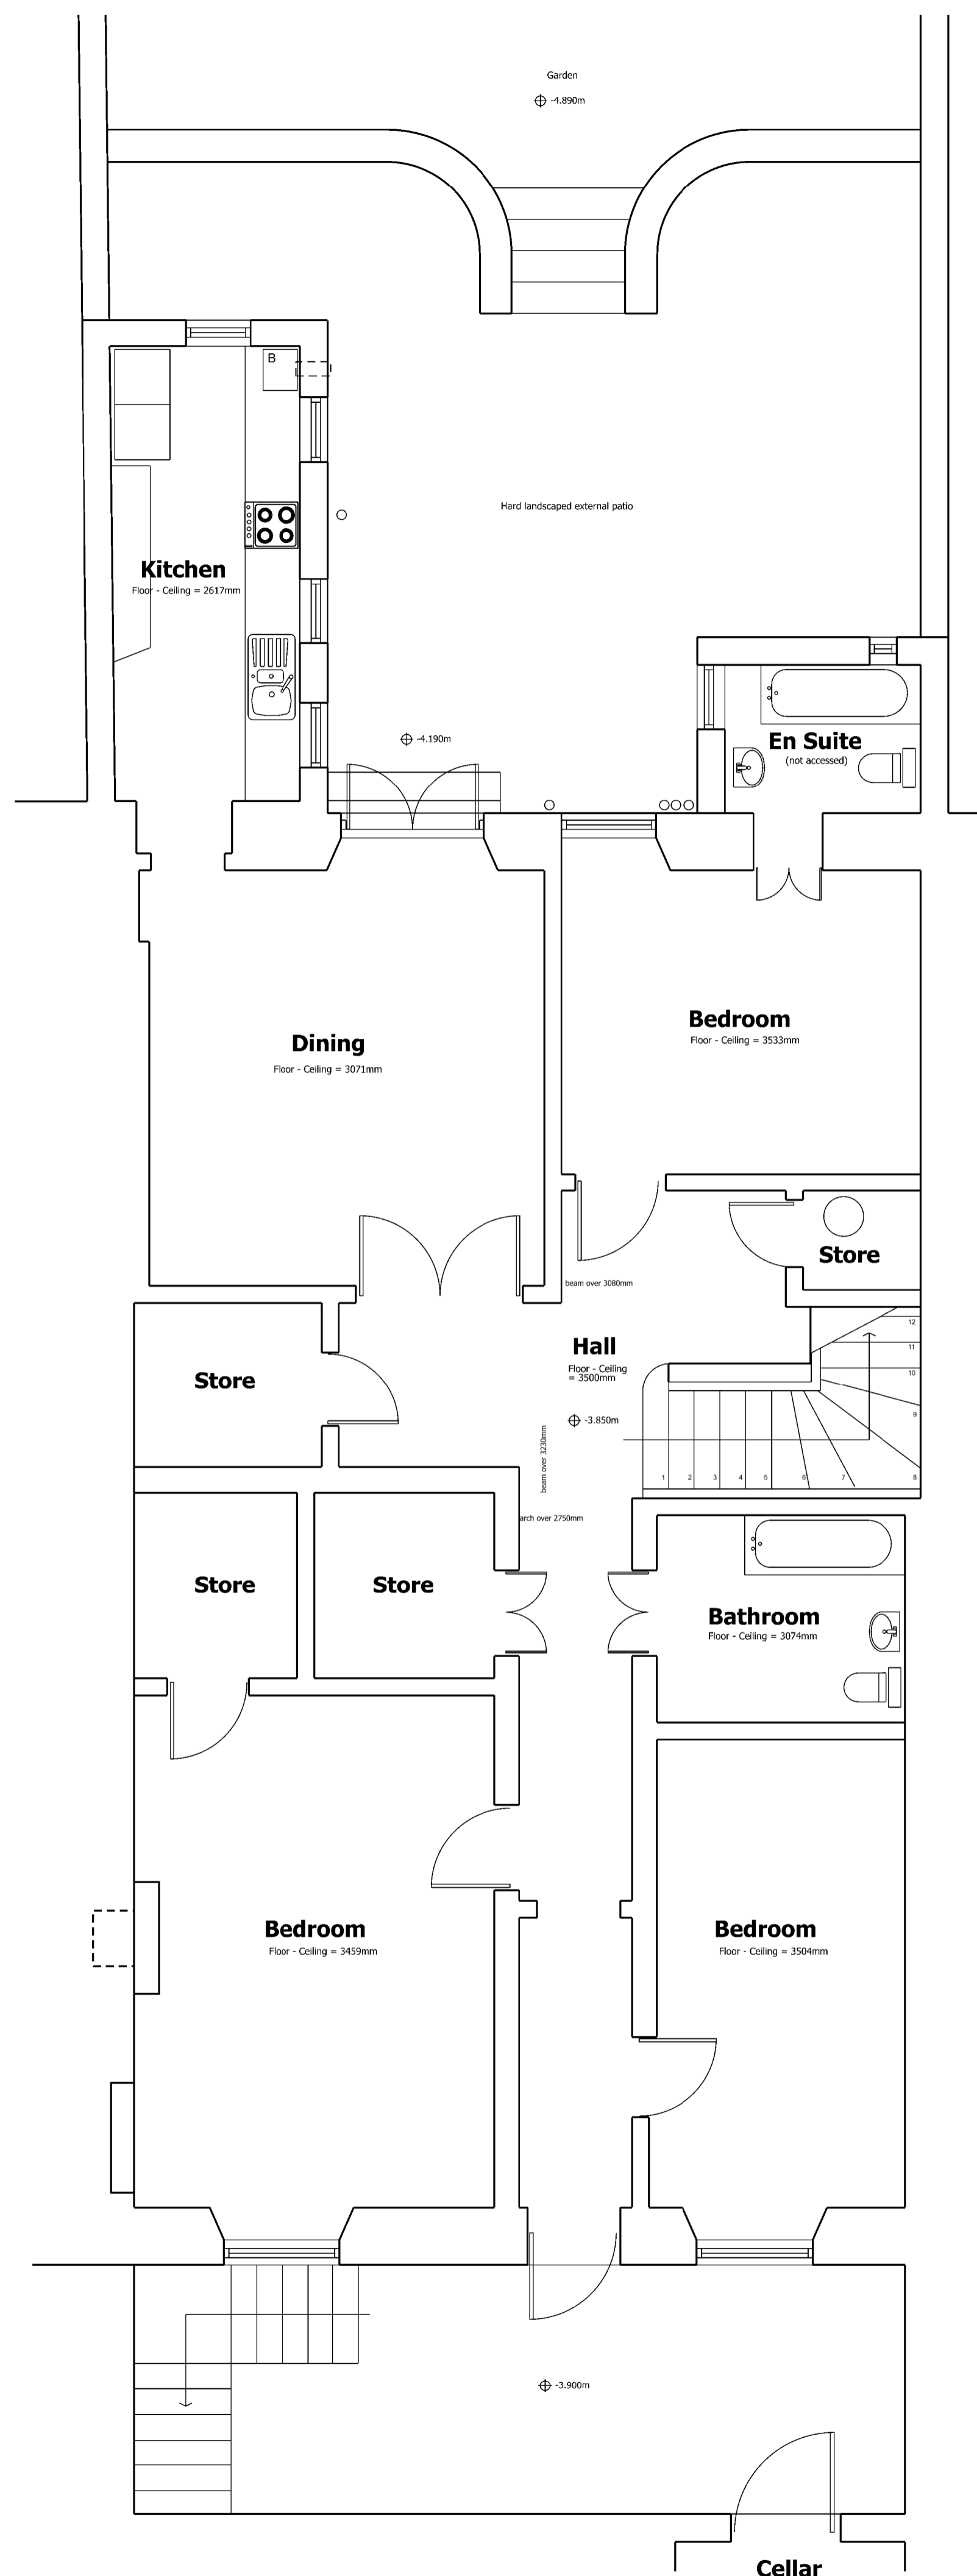 Garden
-4.890m
B
Hard landscaped external patio
Kitchen
Floor - Ceiling = 2617mm
-4.190m
En Suite
(not accessed)
Dining
Floor - Ceiling = 3071mm
Bedroom
Floor - Ceiling = 3533mm
Store
beam over 3080mm
Hall
Floor - Ceiling
= 3500mm
-3.850m
12
11
10
9
8
7
6
5
4
3
2
1
Store
beam over 3230mm
arch over 2750mm
Store
Store
Bathroom
Floor - Ceiling = 3074mm
Bedroom
Floor - Ceiling = 3459mm
Bedroom
Floor - Ceiling = 3504mm
-3.900m
Cellar